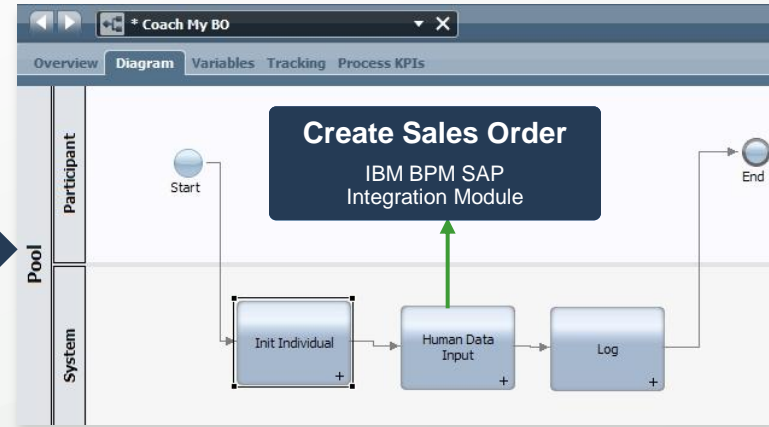 * Coach My BO
Overview Diagram Variables Tracking Process KPIs
Pool
Participant
Start
Create Sales Order
IBM BPM SAP
Integration Module
End
System
Init Individual
+
Human Data
Input
+
Log
+